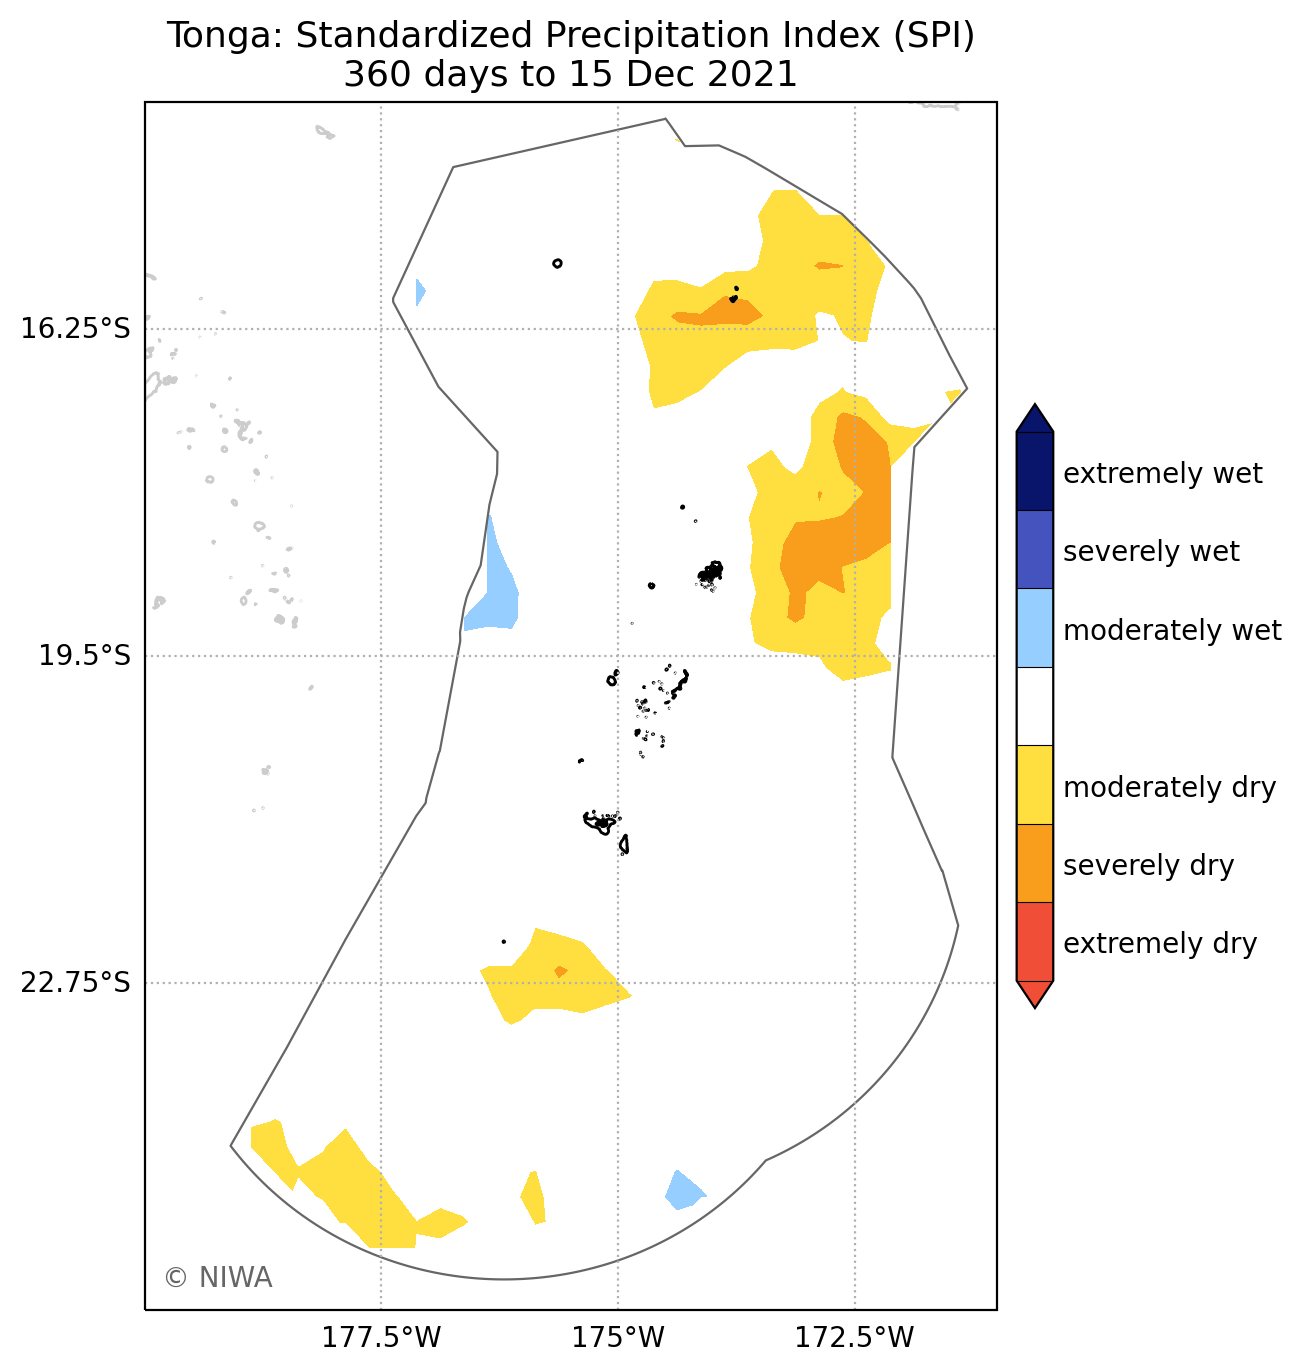 Tonga: Standardized Precipitation Index (SPI)
360 days to 15 Dec 2021
16.25°S
19.5°S
22.75°S
177.5°W
175°W
172.5°W
extremely wet
severely wet
moderately wet
moderately dry
severely dry
extremely dry
© NIWA